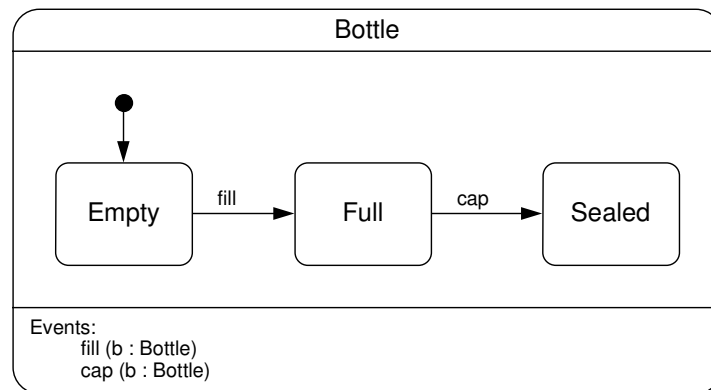 Bottle
Empty
fill
Full
cap
Sealed
Events:
fill (b : Bottle)
cap (b : Bottle)